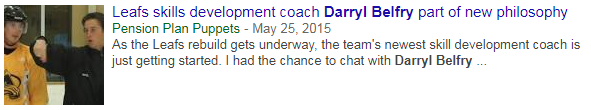 Leafs skills development coach Darryl Belfry part of new philosophy
Pension Plan Puppets - May 25, 2015
As the Leafs rebuild gets underway, the team's newest skill development coach is
just getting started. I had the chance to chat with Darryl Belfry ...